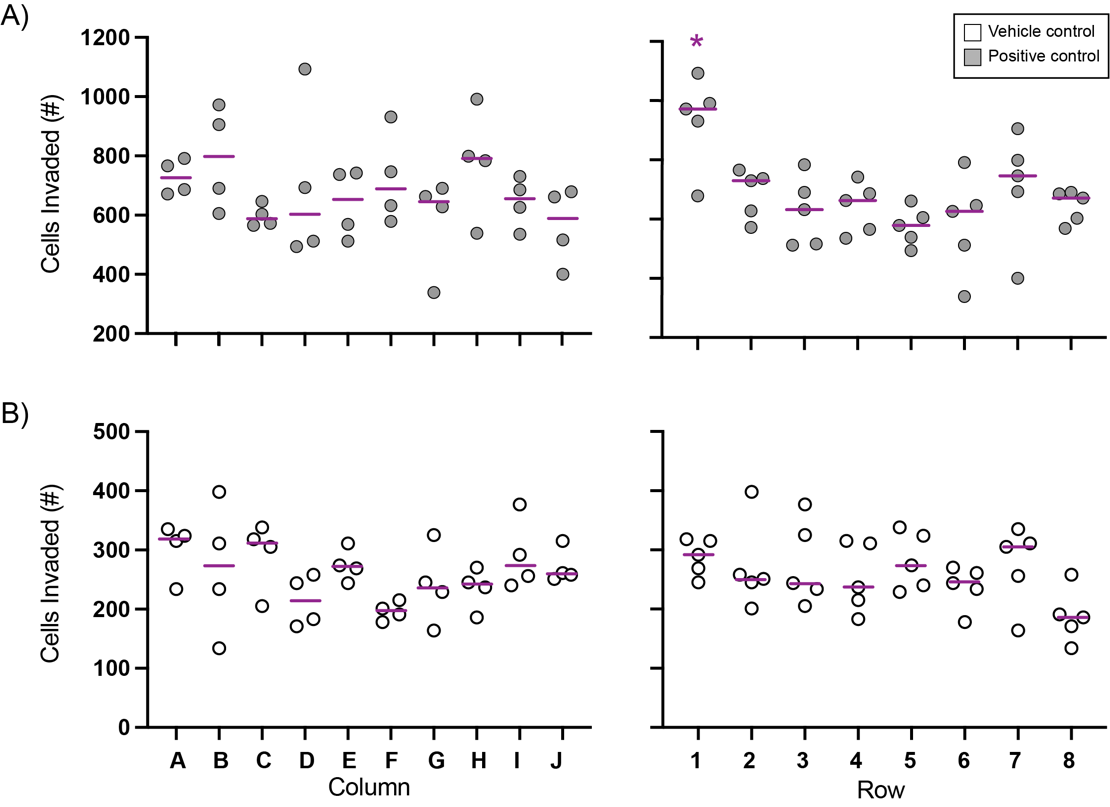 A)
*
Vehicle control
Positive control
Cells Invaded (#)
1200
1000
800
600
400
200
B)
Cells Invaded (#)
500
400
300
200
100
0
A B C D E F G H I J
Column
1 2 3 4 5 6 7 8
Row